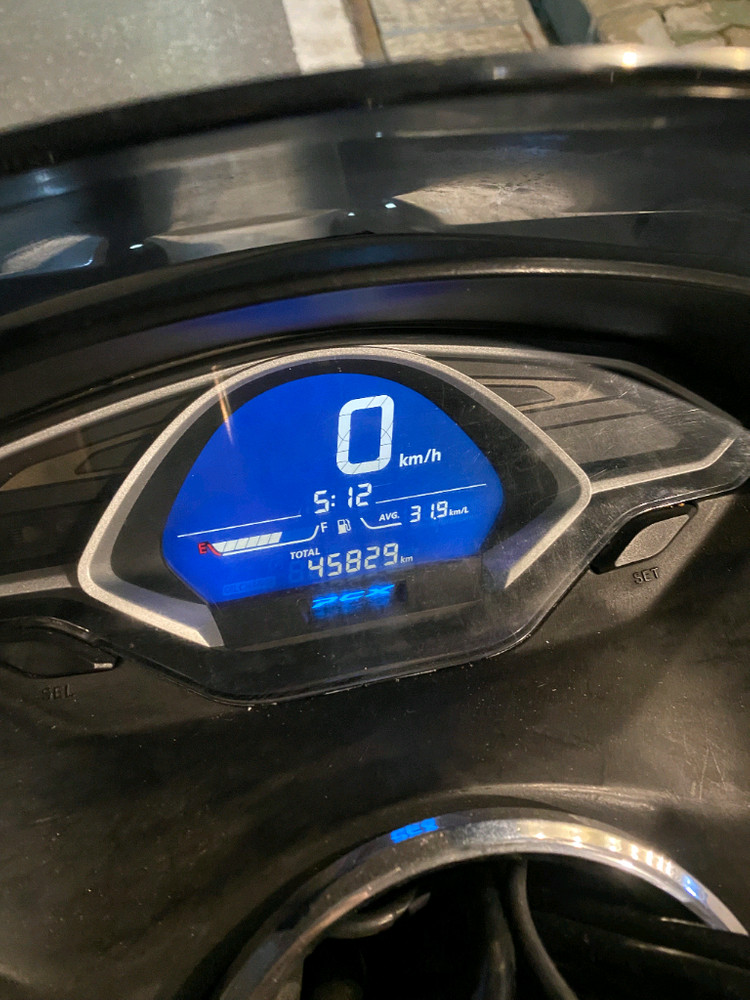 0 km/h
5:12
E F AVG. 31.9 km/L
TOTAL 45829 km
PCX
SET
SEL